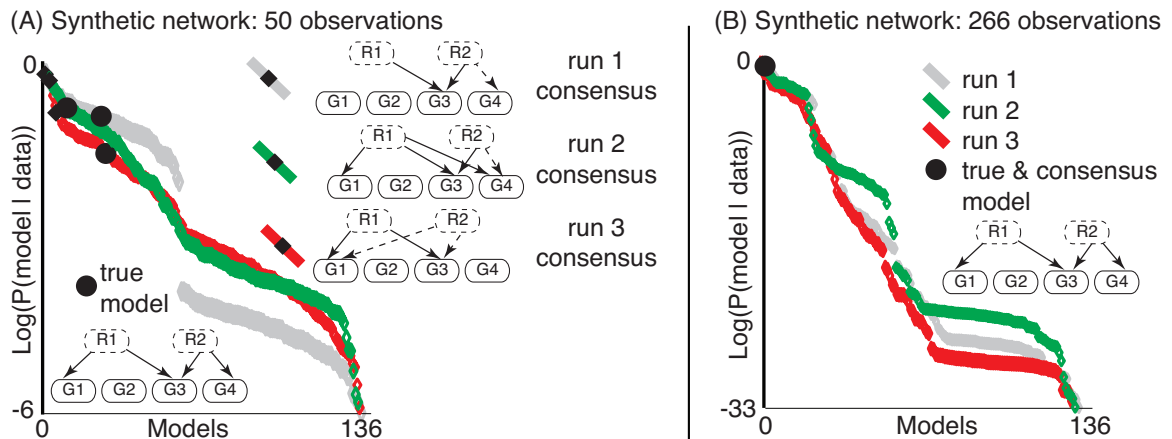 (A) Synthetic network: 50 observations
0
Log(P(model | data))
-6
0
Models
136
R1 R2
G1 G2 G3 G4
run 1
consensus
R1 R2
G1 G2 G3 G4
run 2
consensus
R1 R2
G1 G2 G3 G4
run 3
consensus
true
model
R1 R2
G1 G2 G3 G4
(B) Synthetic network: 266 observations
0
Log(P(model | data))
-33
0
Models
136
run 1
run 2
run 3
true & consensus
model
R1 R2
G1 G2 G3 G4